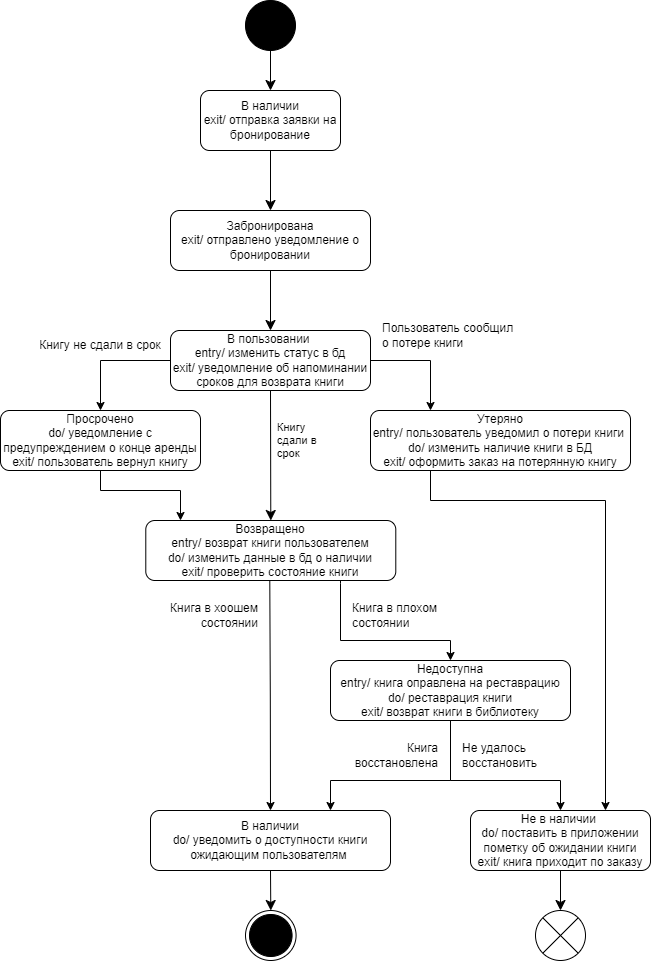 В наличии
exit/ отправка заявки на
бронирование
Забронирована
exit/ отправлено уведомление о
бронировании
Книгу не сдали в срок
В пользовании
entry/ изменить статус в бд
exit/ уведомление об напоминании
сроков для возврата книги
Пользователь сообщил
о потере книги
Просрочено
do/ уведомление с
предупреждением о конце аренды
exit/ пользователь вернул книгу
Книгу
сдали в
срок
Утеряно
entry/ пользователь уведомил о потери книги
do/ изменить наличие книги в БД
exit/ оформить заказ на потерянную книгу
Возвращено
entry/ возврат книги пользователем
do/ изменить данные в бд о наличии
exit/ проверить состояние книги
Книга в хоошем
состоянии
Книга в плохом
состоянии
Недоступна
entry/ книга оправлена на реставрацию
do/ реставрация книги
exit/ возврат книги в библиотеку
Книга
восстановлена
Не удалось
восстановить
В наличии
do/ уведомить о доступности книги
ожидающим пользователям
Не в наличии
do/ поставить в приложении
пометку об ожидании книги
exit/ книга приходит по заказу